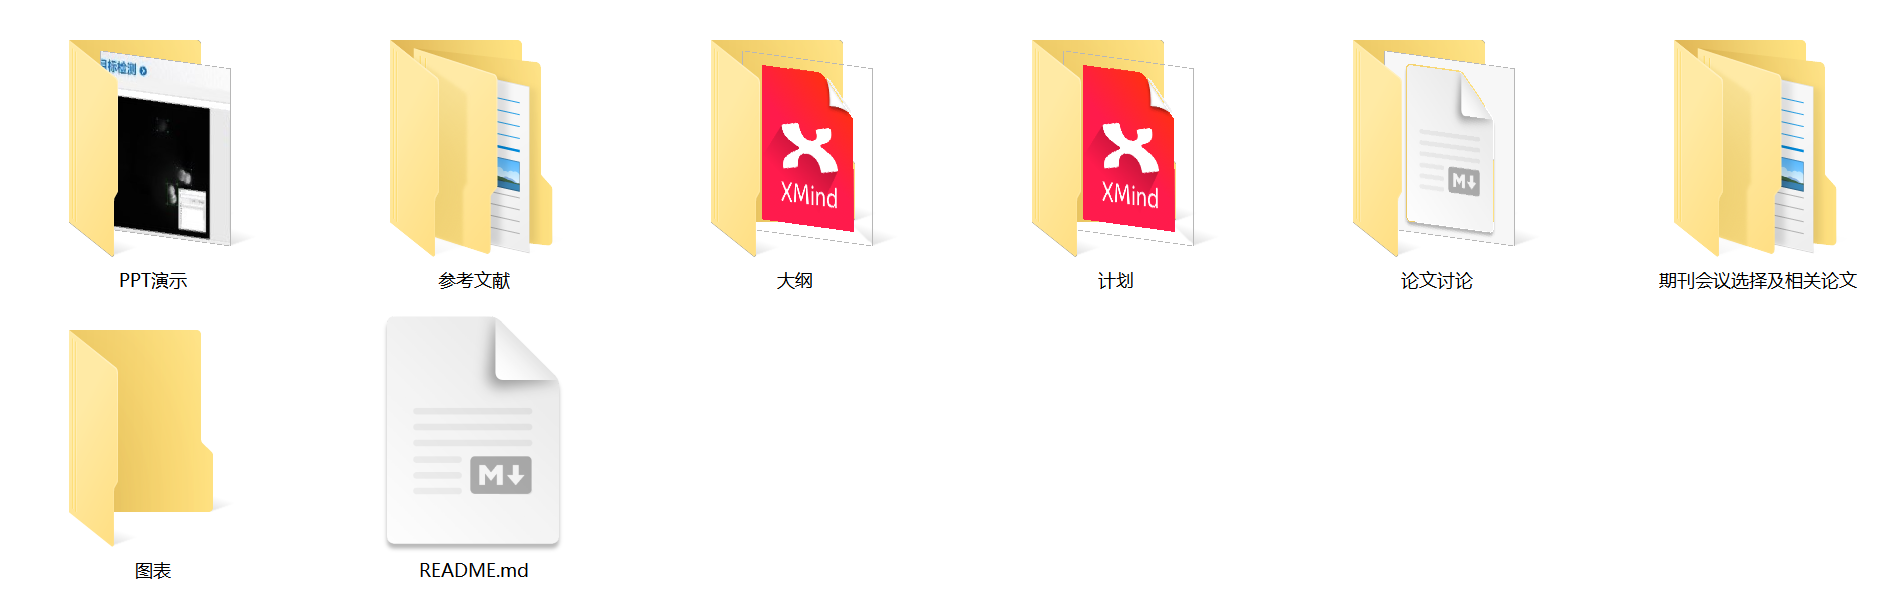 目标检测
PPT演示
参考文献
XMind
大纲
XMind
计划
M
论文讨论
期刊会议选择及相关论文
图表
M
README.md